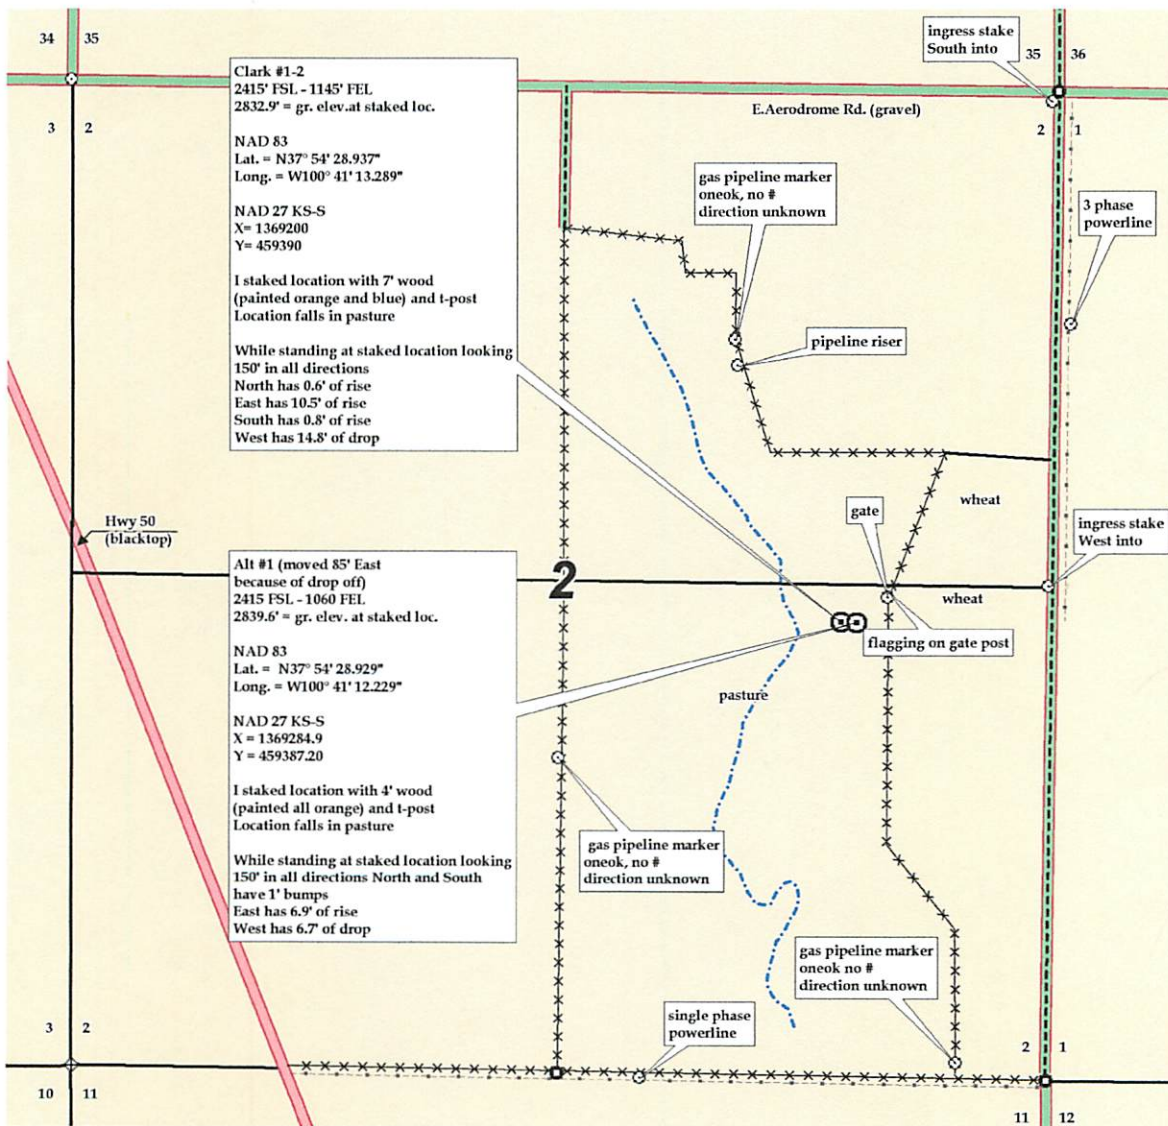 34 35
ingress stake
South into
35 36
Clark #1-2
2415' FSL - 1145' FEL
2832.9' = gr. elev.at staked loc.
NAD 83
Lat. = N37° 54' 28.937"
Long. = W100° 41' 13.289"
NAD 27 KS-S
X= 1369200
Y= 459390
I staked location with 7' wood
(painted orange and blue) and t-post
Location falls in pasture
While standing at staked location looking
150' in all directions
North has 0.6' of rise
East has 10.5' of rise
South has 0.8' of rise
West has 14.8' of drop
E.Aerodrome Rd. (gravel)
3 2
2 1
gas pipeline marker
oneok, no #
direction unknown
3 phase
powerline
pipeline riser
wheat
gate
Hwy 50
(blacktop)
ingress stake
West into
2
wheat
flagging on gate post
Alt #1 (moved 85' East
because of drop off)
2415 FSL - 1060 FEL
2839.6' = gr. elev. at staked loc.
NAD 83
Lat. = N37° 54' 28.929"
Long. = W100° 41' 12.229"
NAD 27 KS-S
X = 1369284.9
Y = 459387.20
I staked location with 4' wood
(painted all orange) and t-post
Location falls in pasture
While standing at staked location looking
150' in all directions North and South
have 1' bumps
East has 6.9' of rise
West has 6.7' of drop
pasture
gas pipeline marker
oneok, no #
direction unknown
gas pipeline marker
oneok no #
direction unknown
single phase
powerline
3 2
2 1
10 11
11 12